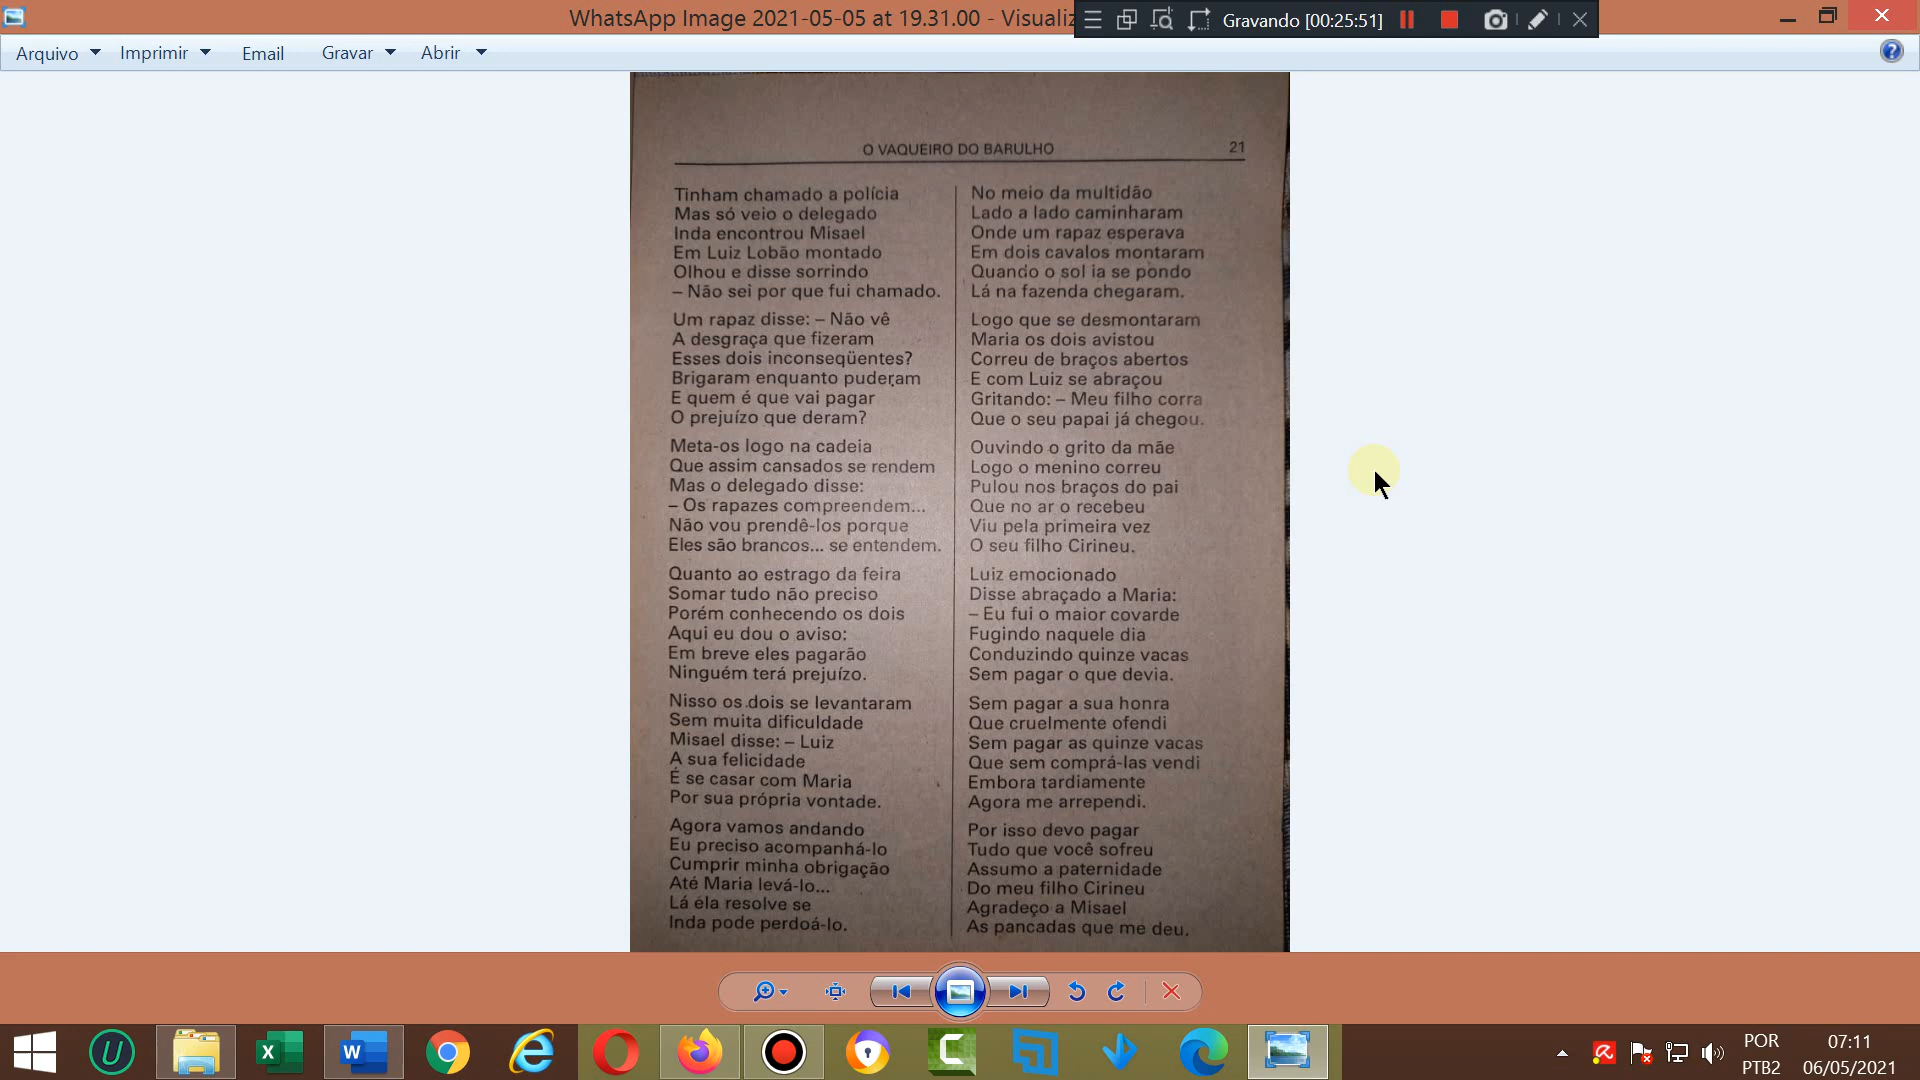 WhatsApp Image 2021-05-05 at 19.31.00 - Visualiz
Gravando [00:25:51]
Arquivo
Imprimir
Email
Gravar
Abrir
O VAQUEIRO DO BARULHO
21
Tinham chamado a polícia
Mas só veio o delegado
Inda encontrou Misael
Em Luiz Lobão montado
Olhou e disse sorrindo
– Não sei por que fui chamado.
Um rapaz disse: – Não vê
A desgraça que fizeram
Esses dois inconseqüentes?
Brigaram enquanto puderam
E quem é que vai pagar
O prejuízo que deram?
Meta-os logo na cadeia
Que assim cansados se rendem
Mas o delegado disse:
– Os rapazes compreendem...
Não vou prendê-los porque
Eles são brancos... se entendem.
Quanto ao estrago da feira
Somar tudo não preciso
Porém conhecendo os dois
Aqui eu dou o aviso:
Em breve eles pagarão
Ninguém terá prejuízo.
Nisso os dois se levantaram
Sem muita dificuldade
Misael disse: – Luiz
A sua felicidade
É se casar com Maria
Por sua própria vontade.
Agora vamos andando
Eu preciso acompanhá-lo
Cumprir minha obrigação
Até Maria levá-lo...
Lá ela resolve se
Inda pode perdoá-lo.
No meio da multidão
Lado a lado caminharam
Onde um rapaz esperava
Em dois cavalos montaram
Quando o sol ia se pondo
Lá na fazenda chegaram.
Logo que se desmontaram
Maria os dois avistou
Correu de braços abertos
E com Luiz se abraçou
Gritando: – Meu filho corra
Que o seu papai já chegou.
Ouvindo o grito da mãe
Logo o menino correu
Pulou nos braços do pai
Que no ar o recebeu
Viu pela primeira vez
O seu filho Cirineu.
Luiz emocionado
Disse abraçado a Maria:
– Eu fui o maior covarde
Fugindo naquele dia
Conduzindo quinze vacas
Sem pagar o que devia.
Sem pagar a sua honra
Que cruelmente ofendi
Sem pagar as quinze vacas
Que sem comprá-las vendi
Embora tardiamente
Agora me arrependi.
Por isso devo pagar
Tudo que você sofreu
Assumo a paternidade
Do meu filho Cirineu
Agradeço a Misael
As pancadas que me deu.
POR
PTB2
07:11
06/05/2021